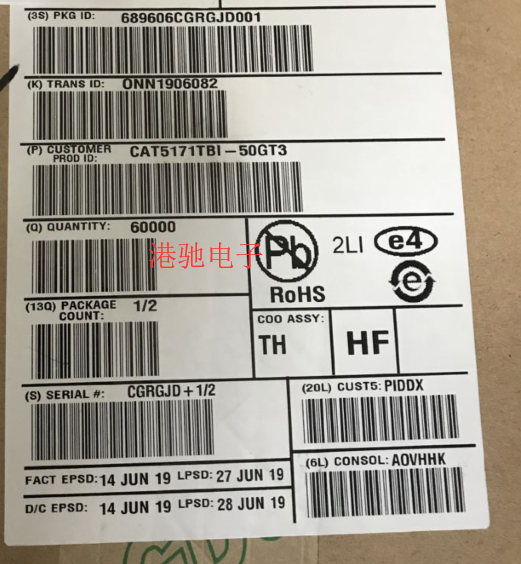 (3S) PKG ID: 689606CGRGJD001
(K) TRANS ID: ONN1906082
(P) CUSTOMER PROD ID: CAT5171TBI-50GT3
(Q) QUANTITY: 60000
港驰电子
Pb
RoHS
2LI
e4
e
(13Q) PACKAGE COUNT: 1/2
COO ASSY:
TH
HF
(S) SERIAL #: CGRGJD+1/2
(20L) CUST5: PIDDX
(6L) CONSOL: AOVHHK
FACT EPSD: 14 JUN 19 LPSD: 27 JUN 19
D/C EPSD: 14 JUN 19 LPSD: 28 JUN 19